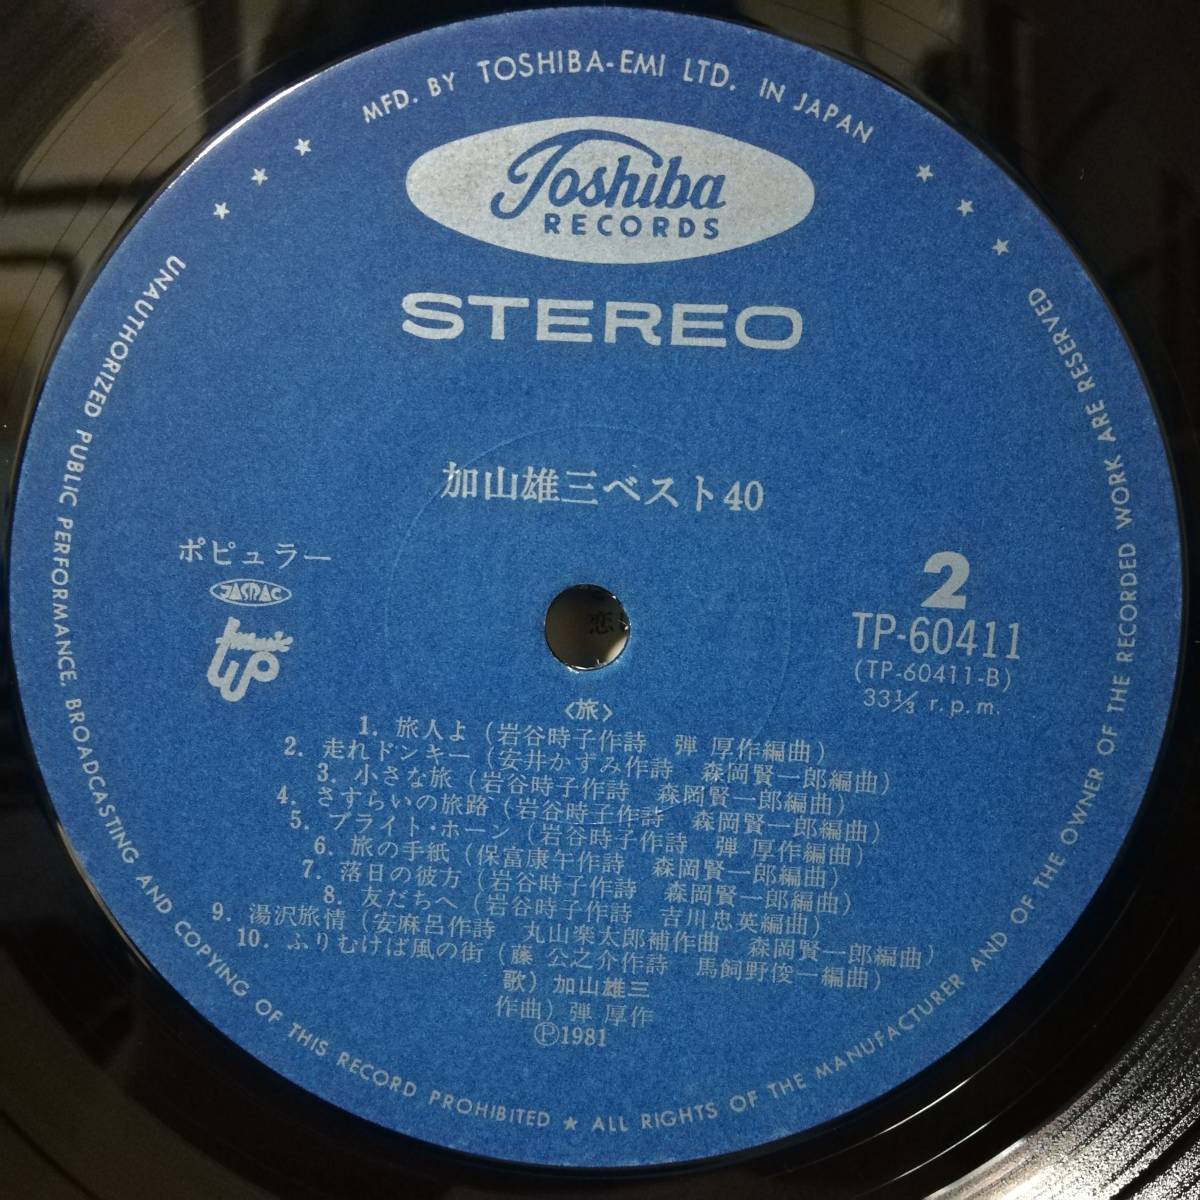 MFD. BY TOSHIBA-EMI LTD. IN JAPAN
Toshiba
RECORDS
STEREO
加山雄三ベスト40
ポピュラー
JASRAC
2
TP-60411
(TP-60411-B)
33⅓ r.p.m.
恋
〈旅〉
1. 旅人よ (岩谷時子作詩 弾 厚作編曲)
2. 走れドンキー (安井かずみ作詩 森岡賢一郎編曲)
3. 小さな旅 (岩谷時子作詩 森岡賢一郎編曲)
4. さすらいの旅路 (岩谷時子作詩 森岡賢一郎編曲)
5. ブライト・ホーン (岩谷時子作詩 弾 厚作編曲)
6. 旅の手紙 (保富康午作詩 森岡賢一郎編曲)
7. 落日の彼方 (岩谷時子作詩 森岡賢一郎編曲)
8. 友だちへ (岩谷時子作詩 吉川忠英編曲)
9. 湯沢旅情 (安麻呂作詩 丸山楽太郎補作曲 森岡賢一郎編曲)
10. ふりむけば風の街 (藤 公之介作詩 馬飼野俊一編曲)
歌) 加山雄三
作曲) 弾 厚作
Ⓟ1981
UNAUTHORIZED PUBLIC PERFORMANCE, BROADCASTING AND COPYING OF THIS RECORD PROHIBITED ★ ALL RIGHTS OF THE MANUFACTURER AND OF THE OWNER OF THE RECORDED WORK ARE RESERVED